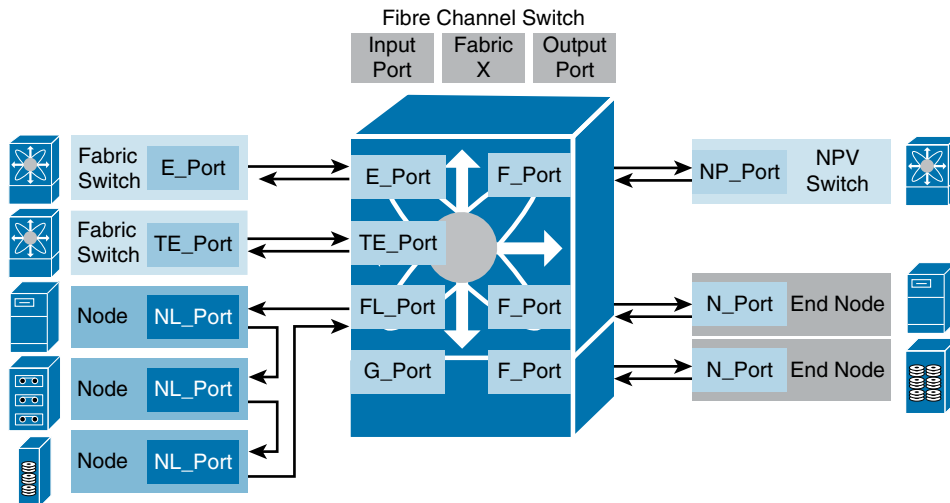 Fibre Channel Switch
Input
Port
Fabric
X
Output
Port
Fabric
Switch
E_Port
Fabric
Switch
TE_Port
Node
NL_Port
Node
NL_Port
Node
NL_Port
E_Port
F_Port
TE_Port
FL_Port
F_Port
G_Port
F_Port
NP_Port
NPV
Switch
N_Port
End Node
N_Port
End Node